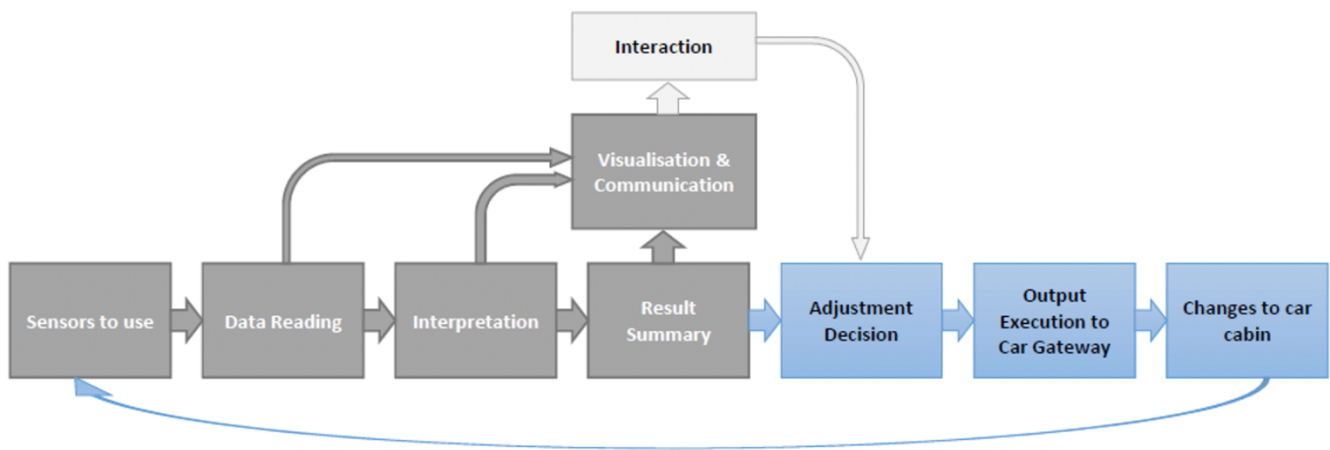 Interaction
Visualisation &
Communication
Sensors to use
Data Reading
Interpretation
Result
Summary
Adjustment
Decision
Output
Execution to
Car Gateway
Changes to car
cabin